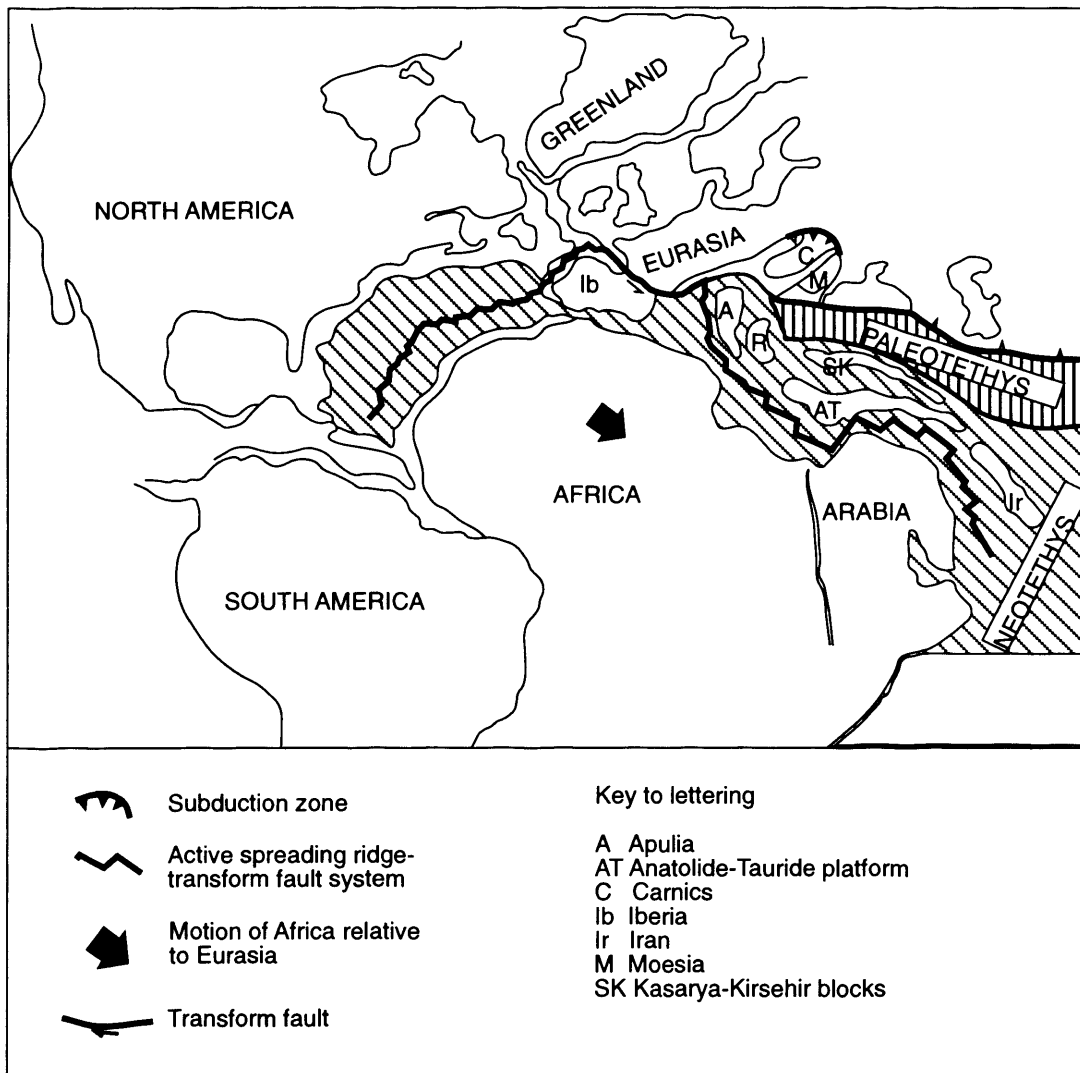 GREENLAND
NORTH AMERICA
EURASIA
C
M
Ib
A
R
PALEOTETHYS
SK
AT
AFRICA
ARABIA
Ir
NEOTETHYS
SOUTH AMERICA
Subduction zone
Active spreading ridge-
transform fault system
Motion of Africa relative
to Eurasia
Transform fault
Key to lettering
A Apulia
AT Anatolide-Tauride platform
C Carnics
Ib Iberia
Ir Iran
M Moesia
SK Kasarya-Kirsehir blocks